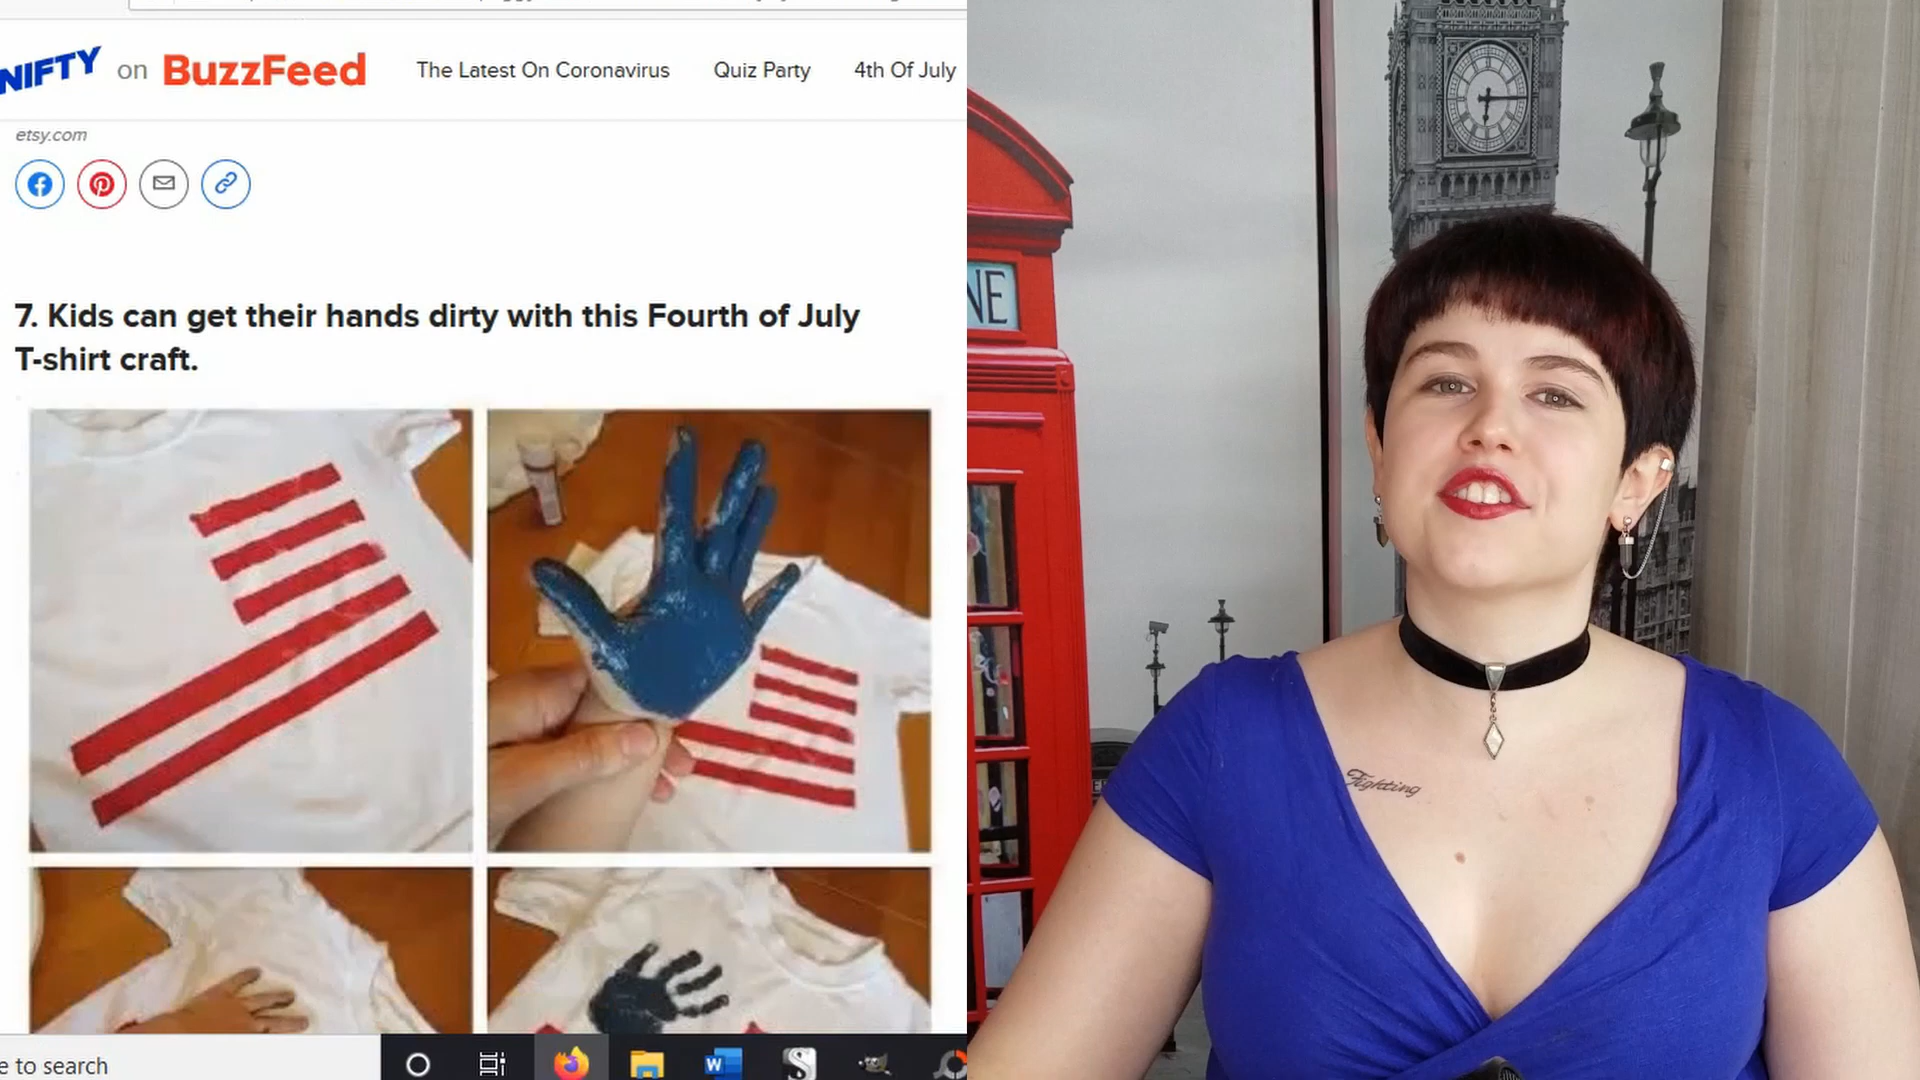 NIFTY on BuzzFeed The Latest On Coronavirus Quiz Party 4th Of July
etsy.com
7. Kids can get their hands dirty with this Fourth of July
T-shirt craft.
e to search
W
S
NE
Fighting